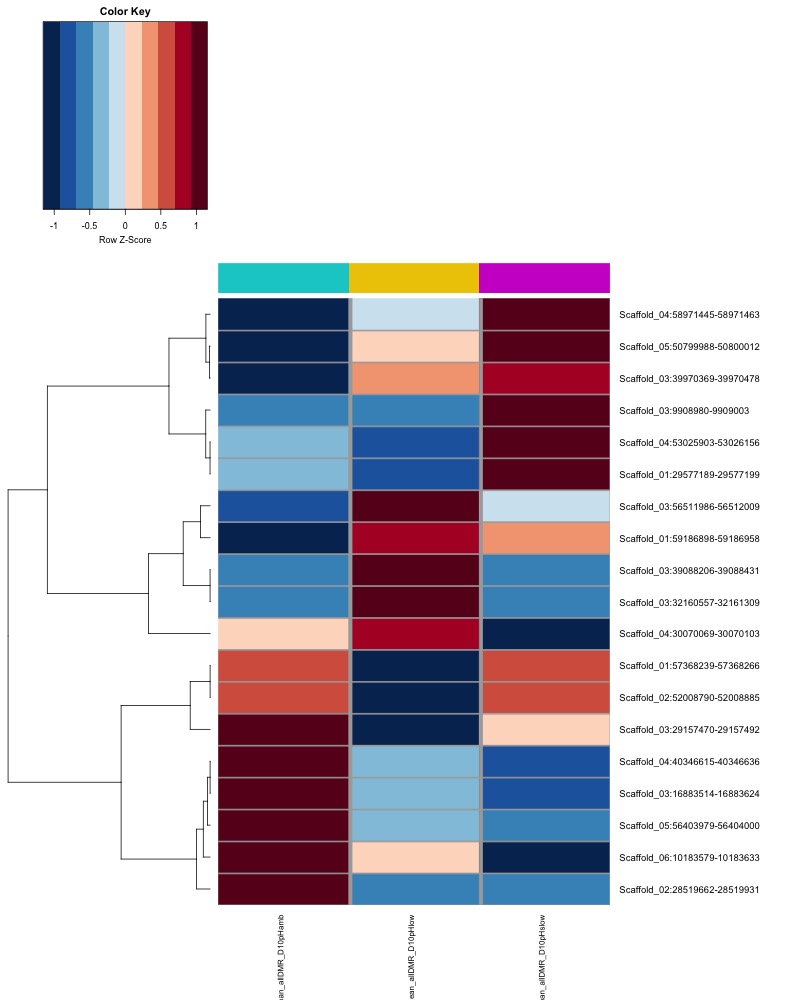 Color Key
-1 -0.5 0 0.5 1
Row Z-Score
Scaffold_04:58971445-58971463
Scaffold_05:50799988-50800012
Scaffold_03:39970369-39970478
Scaffold_03:9908980-9909003
Scaffold_04:53025903-53026156
Scaffold_01:29577189-29577199
Scaffold_03:56511986-56512009
Scaffold_01:59186898-59186958
Scaffold_03:39088206-39088431
Scaffold_03:32160557-32161309
Scaffold_04:30070069-30070103
Scaffold_01:57368239-57368266
Scaffold_02:52008790-52008885
Scaffold_03:29157470-29157492
Scaffold_04:40346615-40346636
Scaffold_03:16883514-16883624
Scaffold_05:56403979-56404000
Scaffold_06:10183579-10183633
Scaffold_02:28519662-28519931
an_allDMR_D10pHamb
ean_allDMR_D10pHlow
an_allDMR_D10pHslow